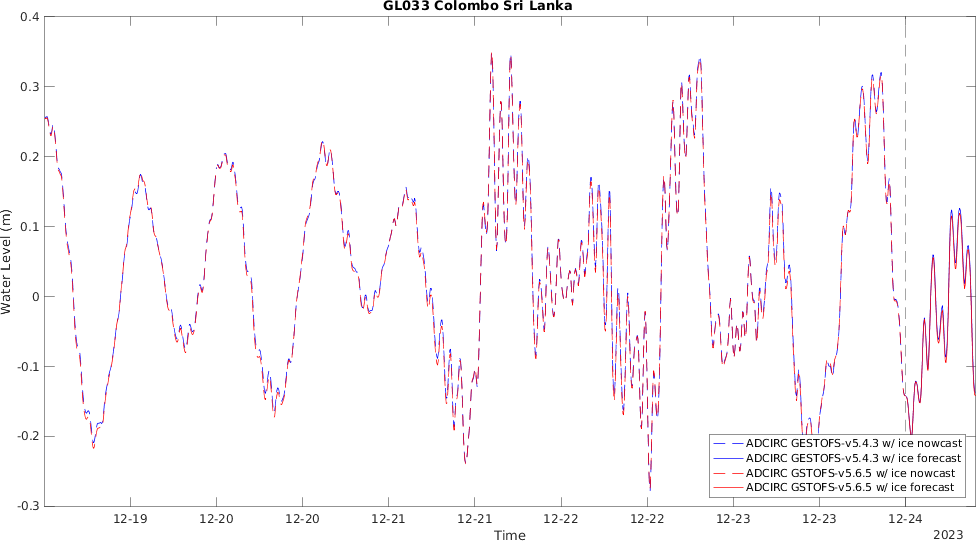 GL033 Colombo Sri Lanka
0.4
0.3
0.2
0.1
0
-0.1
-0.2
-0.3
Water Level (m)
12-19
12-20
12-20
12-21
12-21
12-22
12-22
12-23
12-23
12-24
Time
2023
ADCIRC GESTOFS-v5.4.3 w/ ice nowcast
ADCIRC GESTOFS-v5.4.3 w/ ice forecast
ADCIRC GSTOFS-v5.6.5 w/ ice nowcast
ADCIRC GSTOFS-v5.6.5 w/ ice forecast